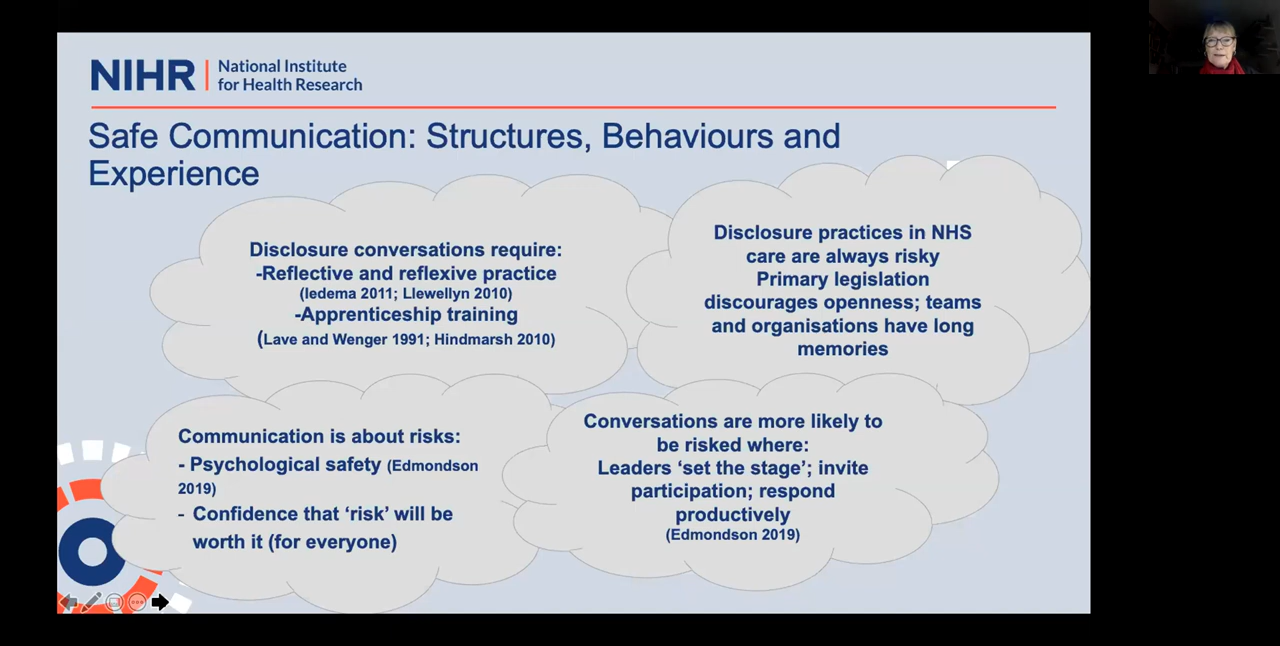 NIHR | National Institute
for Health Research
Safe Communication: Structures, Behaviours and
Experience
Disclosure conversations require:
-Reflective and reflexive practice
(Iedema 2011; Llewellyn 2010)
-Apprenticeship training
(Lave and Wenger 1991; Hindmarsh 2010)
Disclosure practices in NHS
care are always risky
Primary legislation
discourages openness; teams
and organisations have long
memories
Communication is about risks:
- Psychological safety (Edmondson
2019)
- Confidence that ‘risk’ will be
worth it (for everyone)
Conversations are more likely to
be risked where:
Leaders ‘set the stage’; invite
participation; respond
productively
(Edmondson 2019)